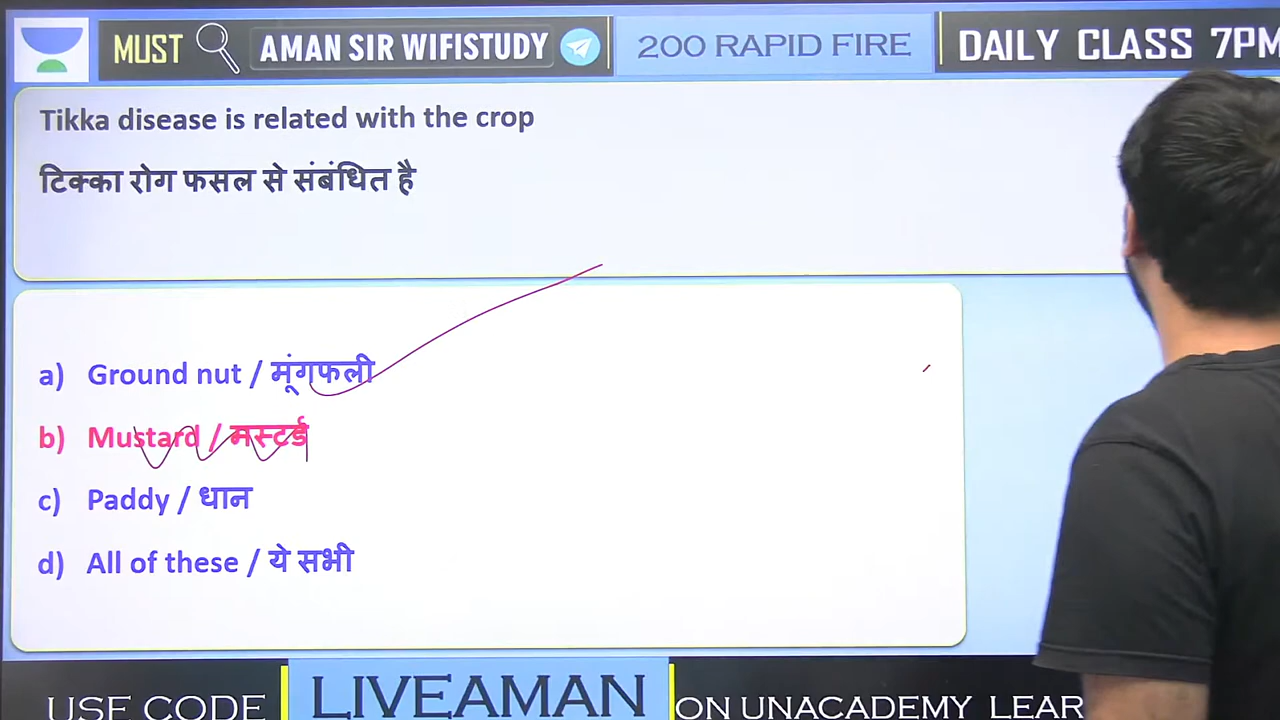 MUST AMAN SIR WIFISTUDY 200 RAPID FIRE DAILY CLASS 7PM
Tikka disease is related with the crop
टिक्का रोग फसल से संबंधित है
a) Ground nut / मूंगफली
b) Mustard / मस्टर्ड
c) Paddy / धान
d) All of these / ये सभी
USE CODE LIVEAMAN ON UNACADEMY LEAR